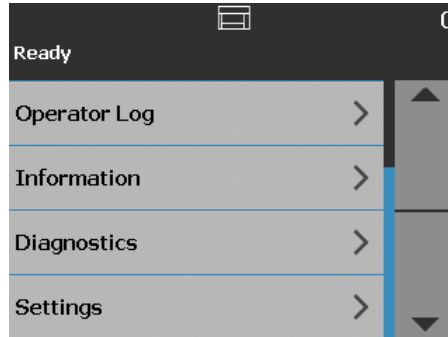 Ready
Operator Log
Information
Diagnostics
Settings